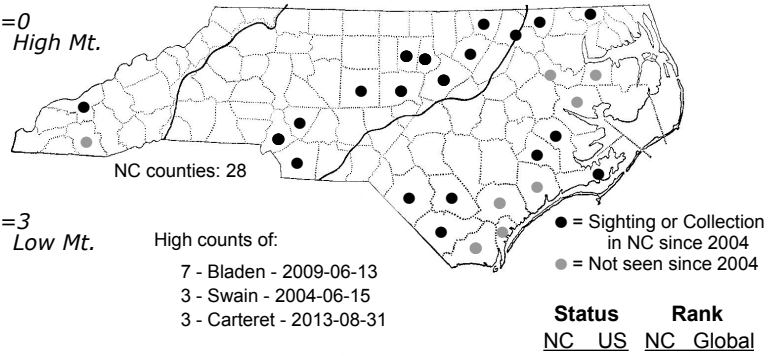 =0
High Mt.
NC counties: 28
=3
Low Mt.
High counts of:
7 - Bladen - 2009-06-13
3 - Swain - 2004-06-15
3 - Carteret - 2013-08-31
= Sighting or Collection
in NC since 2004
= Not seen since 2004
Status Rank
NC US NC Global